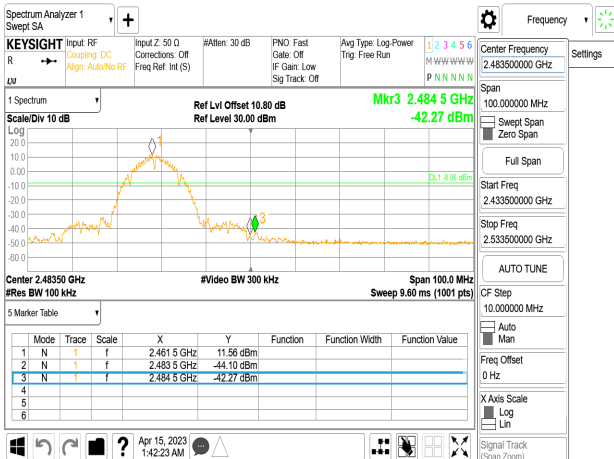 Spectrum Analyzer 1
Swept SA
Frequency
KEYSIGHT
R
Input: RF
Coupling: DC
Align: Auto/No RF
Input Z: 50 Ω
Corrections: Off
Freq Ref: Int (S)
#Atten: 30 dB
PNO: Fast
Gate: Off
IF Gain: Low
Sig Track: Off
Avg Type: Log-Power
Trig: Free Run
1 2 3 4 5 6
M W W W W W
P N N N N N
1 Spectrum
Scale/Div 10 dB
Ref Lvl Offset 10.80 dB
Ref Level 30.00 dBm
Mkr3 2.484 5 GHz
-42.27 dBm
Log
20.0
10.0
0.00
-10.0
-20.0
-30.0
-40.0
-50.0
-60.0
1
3
Center 2.48350 GHz
#Res BW 100 kHz
#Video BW 300 kHz
Span 100.0 MHz
Sweep 9.60 ms (1001 pts)
5 Marker Table
Mode Trace Scale X Y Function Function Width Function Value
1 N 1 f 2.461 5 GHz 11.56 dBm
2 N 1 f 2.483 5 GHz -44.10 dBm
3 N 1 f 2.484 5 GHz -42.27 dBm
4
5
6
Apr 15, 2023
1:42:23 AM
Center Frequency
2.483500000 GHz
Settings
Span
100.000000 MHz
Swept Span
Zero Span
Full Span
Start Freq
2.433500000 GHz
Stop Freq
2.533500000 GHz
AUTO TUNE
CF Step
10.000000 MHz
Auto
Man
Freq Offset
0 Hz
X Axis Scale
Log
Lin
Signal Track
(Span Zoom)